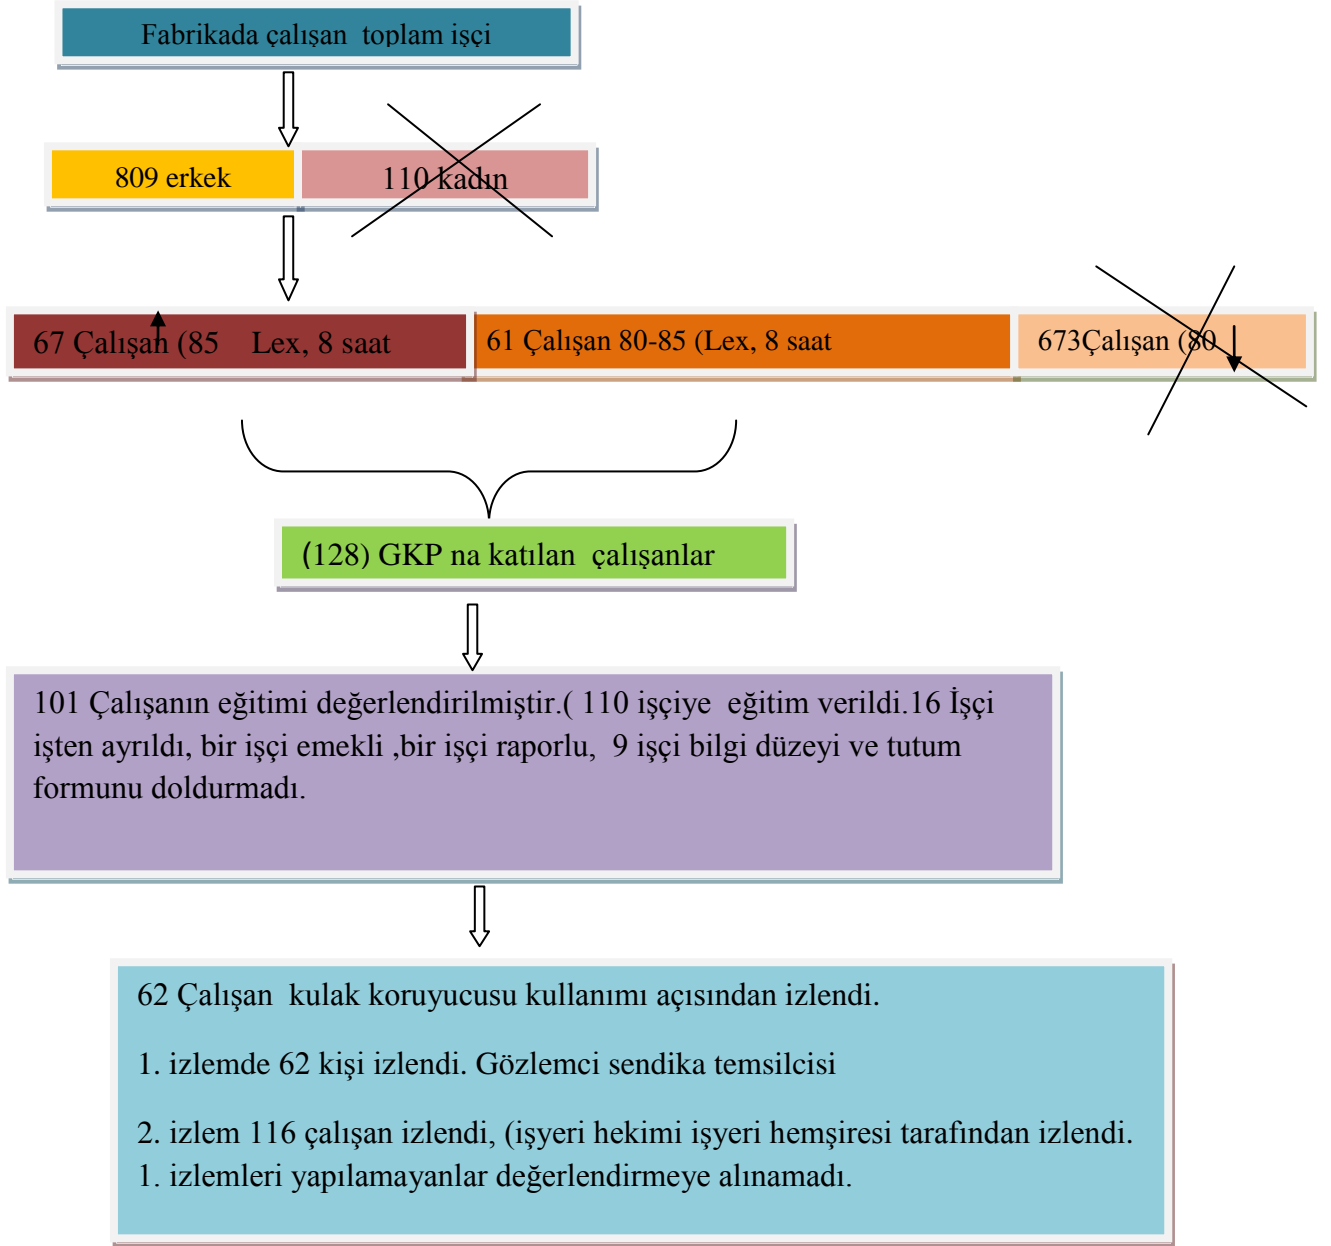 Fabrikada çalışan toplam işçi
809 erkek
110 kadın
67 Çalışan (85 Lex, 8 saat
61 Çalışan 80-85 (Lex, 8 saat
673Çalışan (80
(128) GKP na katılan çalışanlar
101 Çalışanın eğitimi değerlendirilmiştir.( 110 işçiye eğitim verildi.16 İşçi
işten ayrıldı, bir işçi emekli ,bir işçi raporlu, 9 işçi bilgi düzeyi ve tutum
formunu doldurmadı.
62 Çalışan kulak koruyucusu kullanımı açısından izlendi.
1. izlemde 62 kişi izlendi. Gözlemci sendika temsilcisi
2. izlem 116 çalışan izlendi, (işyeri hekimi işyeri hemşiresi tarafından izlendi.
1. izlemleri yapılamayanlar değerlendirmeye alınamadı.